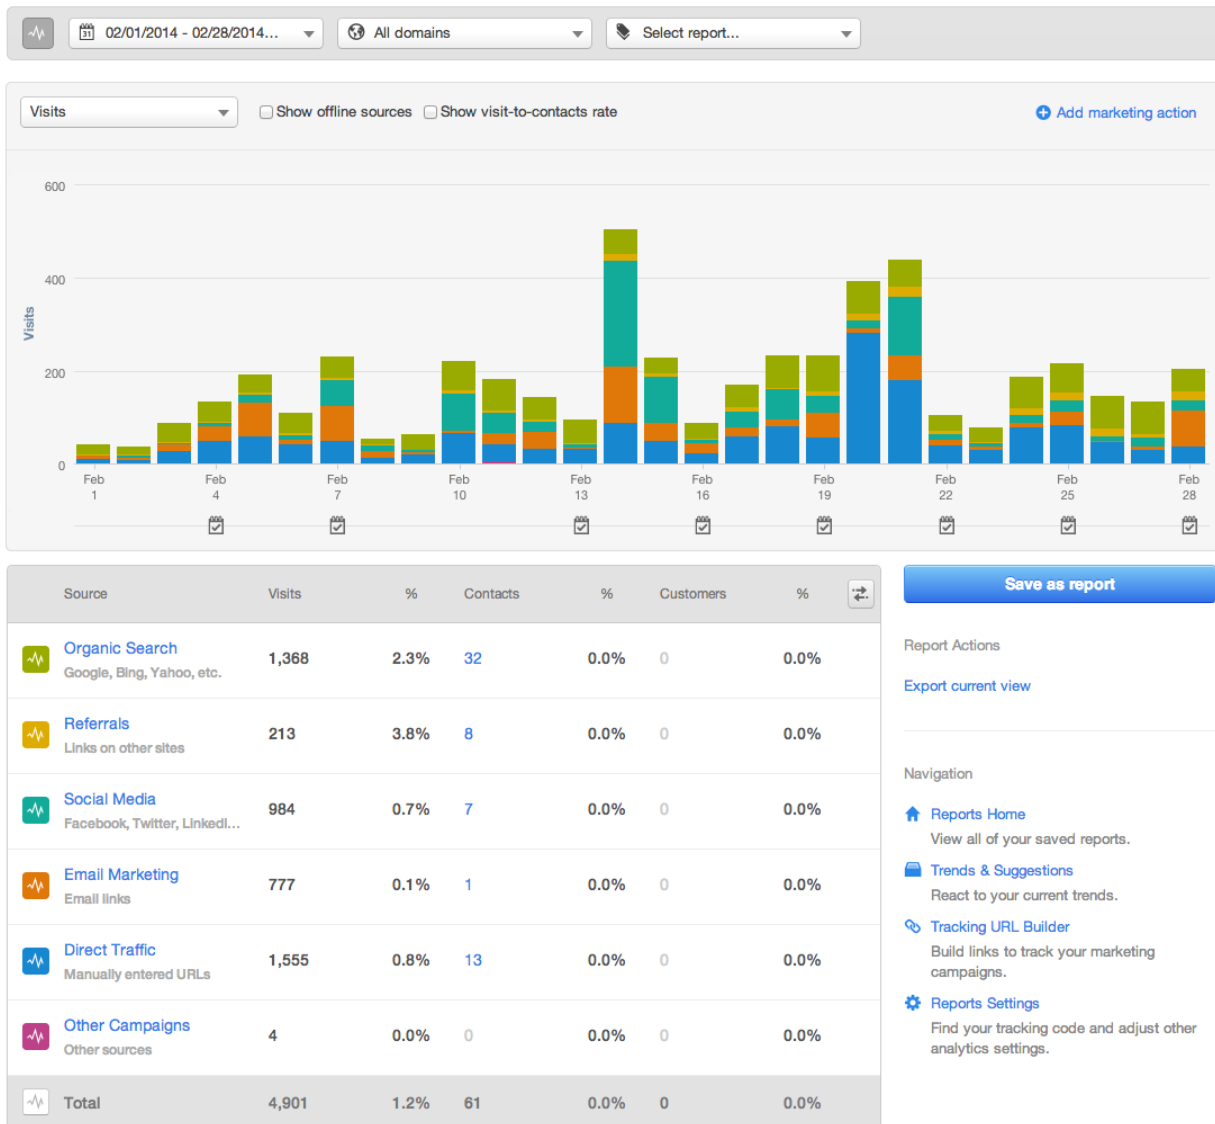 31 02/01/2014 - 02/28/2014... All domains Select report...
Visits Show offline sources Show visit-to-contacts rate Add marketing action
600
400
200
0
Visits
Feb 1 Feb 4 Feb 7 Feb 10 Feb 13 Feb 16 Feb 19 Feb 22 Feb 25 Feb 28
Source Visits % Contacts % Customers %
Organic Search
Google, Bing, Yahoo, etc.
1,368 2.3% 32 0.0% 0 0.0%
Referrals
Links on other sites
213 3.8% 8 0.0% 0 0.0%
Social Media
Facebook, Twitter, LinkedI...
984 0.7% 7 0.0% 0 0.0%
Email Marketing
Email links
777 0.1% 1 0.0% 0 0.0%
Direct Traffic
Manually entered URLs
1,555 0.8% 13 0.0% 0 0.0%
Other Campaigns
Other sources
4 0.0% 0 0.0% 0 0.0%
Total 4,901 1.2% 61 0.0% 0 0.0%
Save as report
Report Actions
Export current view
Navigation
Reports Home
View all of your saved reports.
Trends & Suggestions
React to your current trends.
Tracking URL Builder
Build links to track your marketing
campaigns.
Reports Settings
Find your tracking code and adjust other
analytics settings.